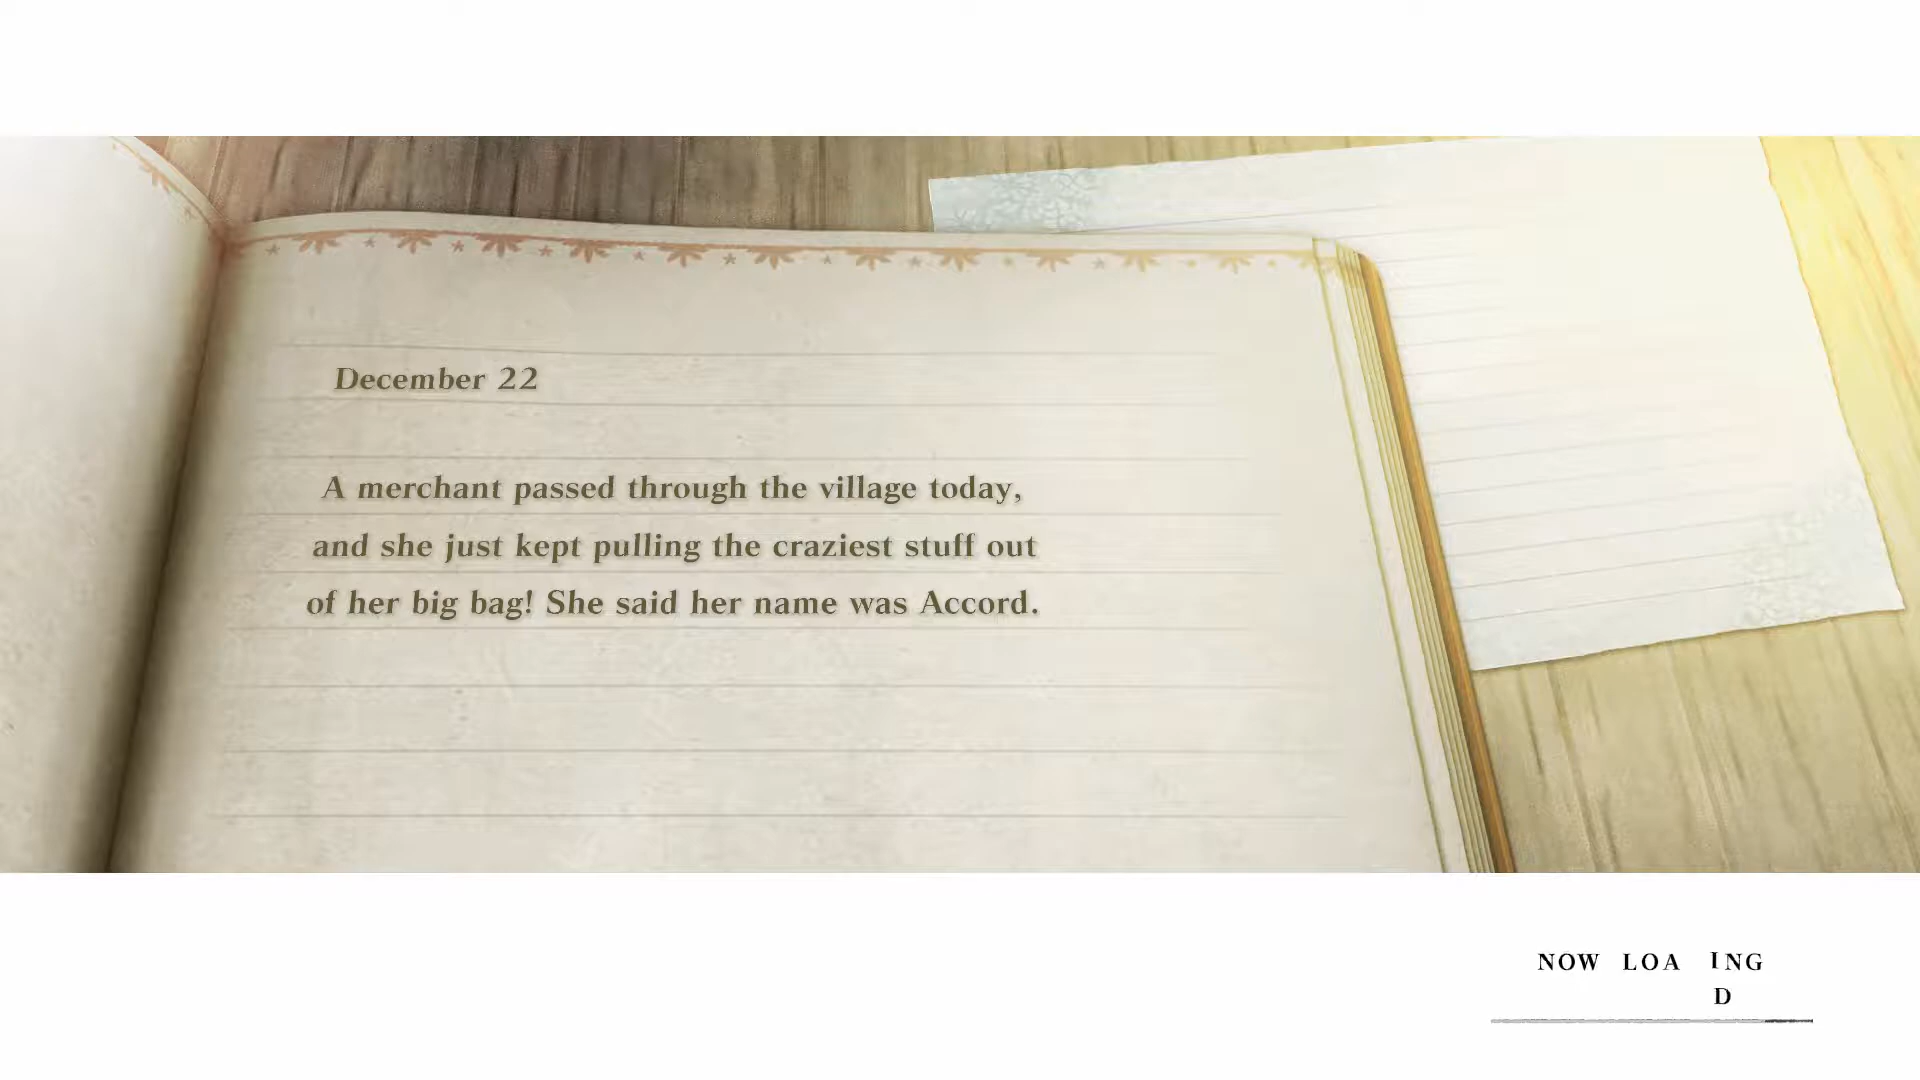 December 22
A merchant passed through the village today,
and she just kept pulling the craziest stuff out
of her big bag! She said her name was Accord.
NOW LOA ING
D